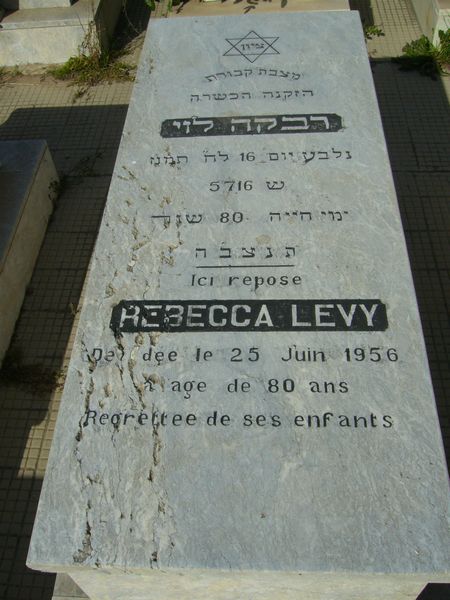 ציון
מצבת קבורת
הזקנה הכשרה
רבקה לוי
נלבע יום 16 לח תמוז
ש 5716
ימי חייה 80 שנה
תנצבה
Ici repose
REBECCA LEVY
le 25 Juin 1956
age de 80 ans
Regrettee de ses enfants